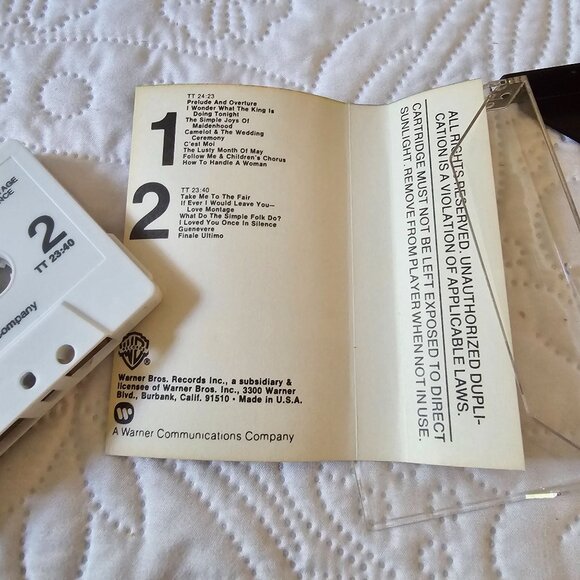 AGE
NCE
2
TT 23:40
ompany
1
TT 24:23
Prelude And Overture
I Wonder What The King Is
Doing Tonight
The Simple Joys Of
Maidenhood
Camelot & The Wedding
Ceremony
C'est Moi
The Lusty Month Of May
Follow Me & Children's Chorus
How To Handle A Woman
2
TT 23:40
Take Me To The Fair
If Ever I Would Leave You—
Love Montage
What Do The Simple Folk Do?
I Loved You Once In Silence
Guenevere
Finale Ultimo
®
Warner Bros. Records Inc., a subsidiary &
licensee of Warner Bros. Inc., 3300 Warner
Blvd., Burbank, Calif. 91510 • Made in U.S.A.
A Warner Communications Company
ALL RIGHTS RESERVED. UNAUTHORIZED DUPLI-
CATION IS A VIOLATION OF APPLICABLE LAWS.
CARTRIDGE MUST NOT BE LEFT EXPOSED TO DIRECT
SUNLIGHT. REMOVE FROM PLAYER WHEN NOT IN USE.